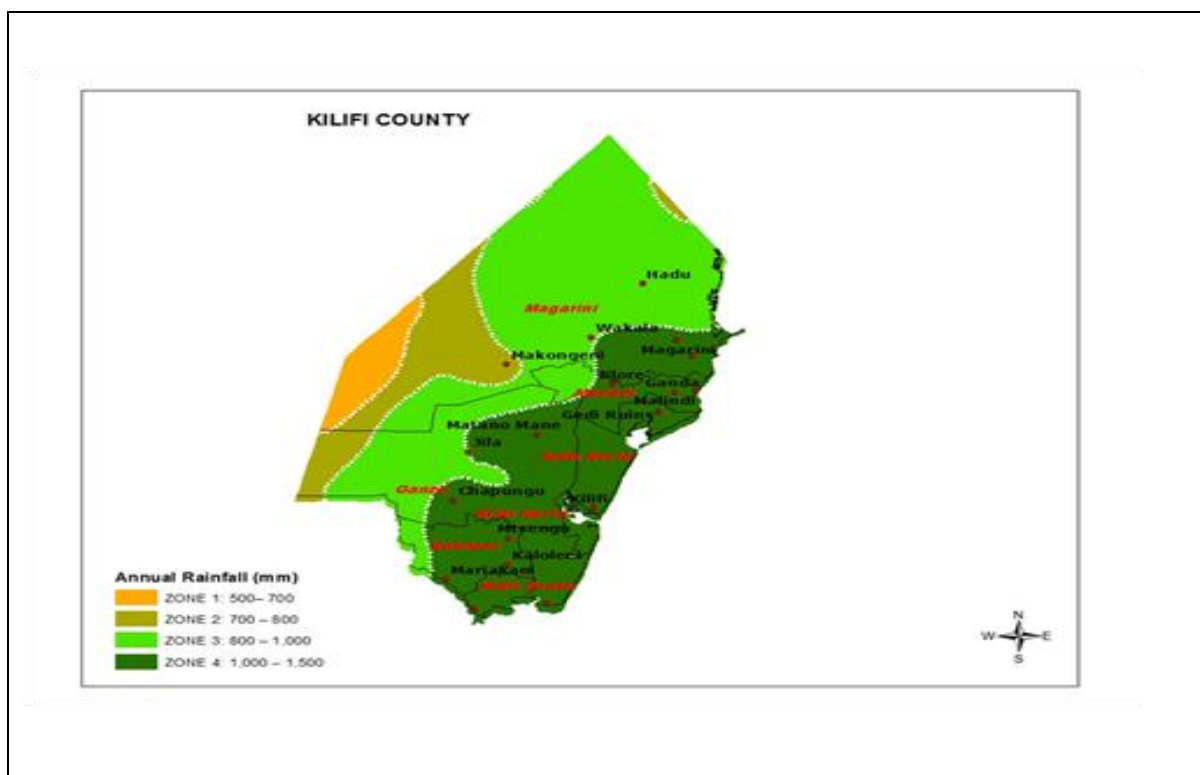 KILIFI COUNTY
Hadu
Magarini
Wakala
Magarini
Makongeni
Ganda
Malindi
Gedi Ruins
Matano Mane
Jila
Ganze
Chapungu
Kilifi
Mtsengo
Kaloleni
Mariakani
Annual Rainfall (mm)
ZONE 1: 500– 700
ZONE 2: 700 – 800
ZONE 3: 800 – 1,000
ZONE 4: 1,000 – 1,500
N
W
E
S